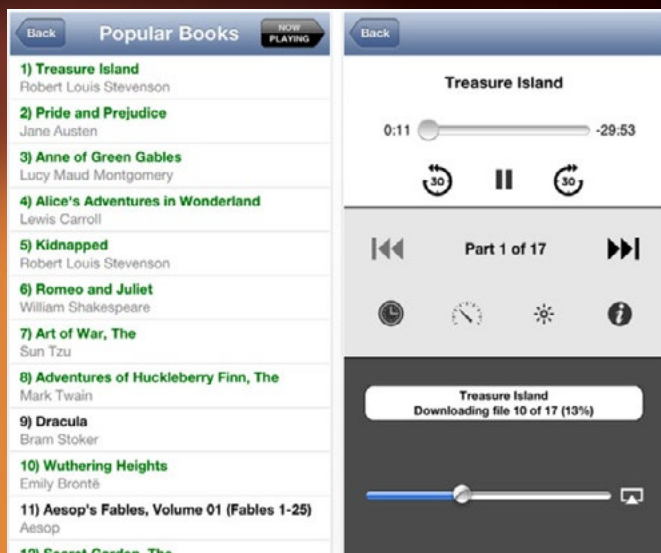 Back
Popular Books
NOW
PLAYING
1) Treasure Island
Robert Louis Stevenson
2) Pride and Prejudice
Jane Austen
3) Anne of Green Gables
Lucy Maud Montgomery
4) Alice's Adventures in Wonderland
Lewis Carroll
5) Kidnapped
Robert Louis Stevenson
6) Romeo and Juliet
William Shakespeare
7) Art of War, The
Sun Tzu
8) Adventures of Huckleberry Finn, The
Mark Twain
9) Dracula
Bram Stoker
10) Wuthering Heights
Emily Brontë
11) Aesop's Fables, Volume 01 (Fables 1-25)
Aesop
12) Secret Garden, The
Back
Treasure Island
0:11
-29:53
30
30
Part 1 of 17
Treasure Island
Downloading file 10 of 17 (13%)